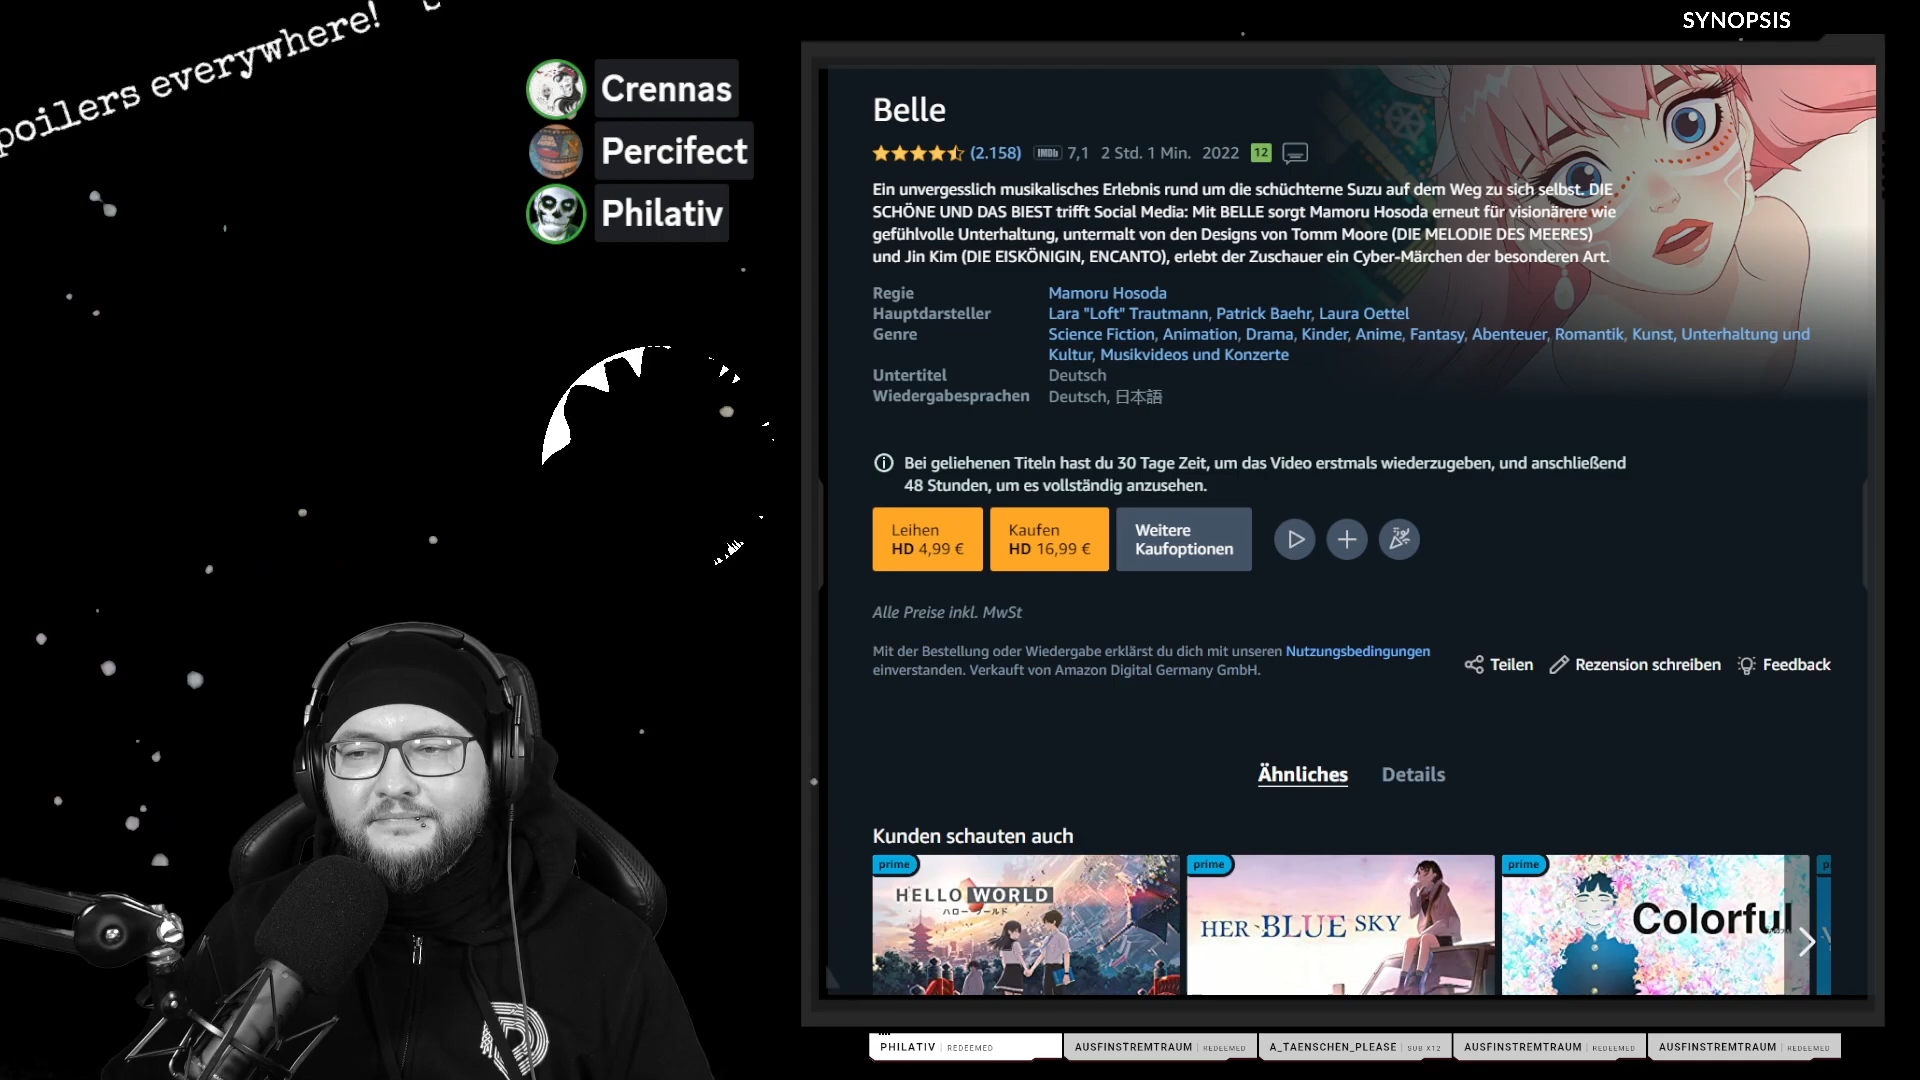 poilers everywhere!
SYNOPSIS
Crennas
Percifect
Philativ
Belle
(2.158) IMDb 7,1 2 Std. 1 Min. 2022 12
Ein unvergesslich musikalisches Erlebnis rund um die schüchterne Suzu auf dem Weg zu sich selbst. DIE
SCHÖNE UND DAS BIEST trifft Social Media: Mit BELLE sorgt Mamoru Hosoda erneut für visionärere wie
gefühlvolle Unterhaltung, untermalt von den Designs von Tomm Moore (DIE MELODIE DES MEERES)
und Jin Kim (DIE EISKÖNIGIN, ENCANTO), erlebt der Zuschauer ein Cyber-Märchen der besonderen Art.
Regie Mamoru Hosoda
Hauptdarsteller Lara "Loft" Trautmann, Patrick Baehr, Laura Oettel
Genre Science Fiction, Animation, Drama, Kinder, Anime, Fantasy, Abenteuer, Romantik, Kunst, Unterhaltung und
Kultur, Musikvideos und Konzerte
Untertitel Deutsch
Wiedergabesprachen Deutsch, 日本語
Bei geliehenen Titeln hast du 30 Tage Zeit, um das Video erstmals wiederzugeben, und anschließend
48 Stunden, um es vollständig anzusehen.
Leihen
HD 4,99 €
Kaufen
HD 16,99 €
Weitere
Kaufoptionen
Alle Preise inkl. MwSt
Mit der Bestellung oder Wiedergabe erklärst du dich mit unseren Nutzungsbedingungen
einverstanden. Verkauft von Amazon Digital Germany GmbH.
Teilen Rezension schreiben Feedback
Ähnliches Details
Kunden schauten auch
prime
HELLO WORLD
ハロー・ワールド
prime
HER BLUE SKY
prime
Colorful
PHILATIV | REDEEMED
AUSFINSTREMTRAUM | REDEEMED
A_TAENSCHEN_PLEASE | SUB X12
AUSFINSTREMTRAUM | REDEEMED
AUSFINSTREMTRAUM | REDEEMED